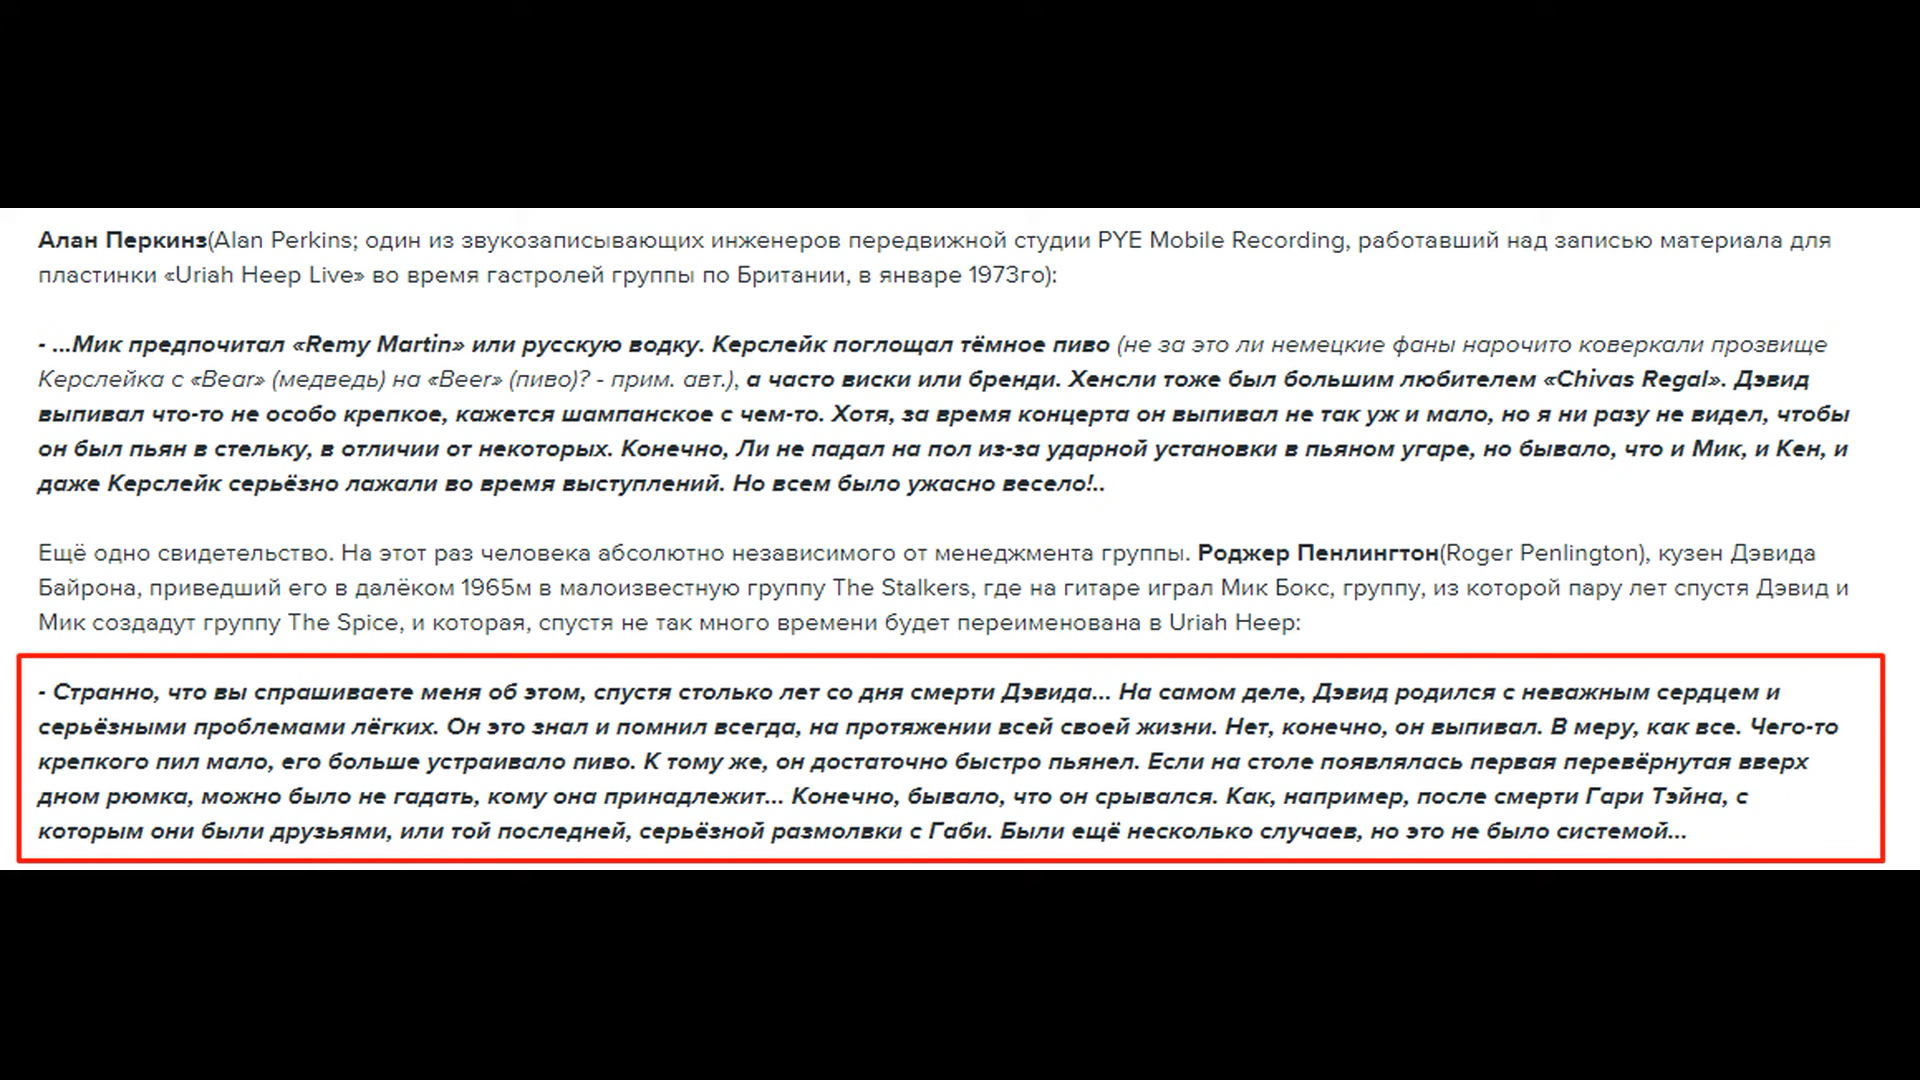 Алан Перкинз(Alan Perkins; один из звукозаписывающих инженеров передвижной студии PYE Mobile Recording, работавший над записью материала для
пластинки «Uriah Heep Live» во время гастролей группы по Британии, в январе 1973го):
- ...Мик предпочитал «Remy Martin» или русскую водку. Керслейк поглощал тёмное пиво (не за это ли немецкие фаны нарочито коверкали прозвище
Керслейка с «Bear» (медведь) на «Beer» (пиво)? - прим. авт.), а часто виски или бренди. Хенсли тоже был большим любителем «Chivas Regal». Дэвид
выпивал что-то не особо крепкое, кажется шампанское с чем-то. Хотя, за время концерта он выпивал не так уж и мало, но я ни разу не видел, чтобы
он был пьян в стельку, в отличии от некоторых. Конечно, Ли не падал на пол из-за ударной установки в пьяном угаре, но бывало, что и Мик, и Кен, и
даже Керслейк серьёзно лажали во время выступлений. Но всем было ужасно весело!..
Ещё одно свидетельство. На этот раз человека абсолютно независимого от менеджмента группы. Роджер Пенлингтон(Roger Penlington), кузен Дэвида
Байрона, приведший его в далёком 1965м в малоизвестную группу The Stalkers, где на гитаре играл Мик Бокс, группу, из которой пару лет спустя Дэвид и
Мик создадут группу The Spice, и которая, спустя не так много времени будет переименована в Uriah Heep:
- Странно, что вы спрашиваете меня об этом, спустя столько лет со дня смерти Дэвида... На самом деле, Дэвид родился с неважным сердцем и
серьёзными проблемами лёгких. Он это знал и помнил всегда, на протяжении всей своей жизни. Нет, конечно, он выпивал. В меру, как все. Чего-то
крепкого пил мало, его больше устраивало пиво. К тому же, он достаточно быстро пьянел. Если на столе появлялась первая перевёрнутая вверх
дном рюмка, можно было не гадать, кому она принадлежит... Конечно, бывало, что он срывался. Как, например, после смерти Гари Тэйна, с
которым они были друзьями, или той последней, серьёзной размолвки с Габи. Были ещё несколько случаев, но это не было системой...